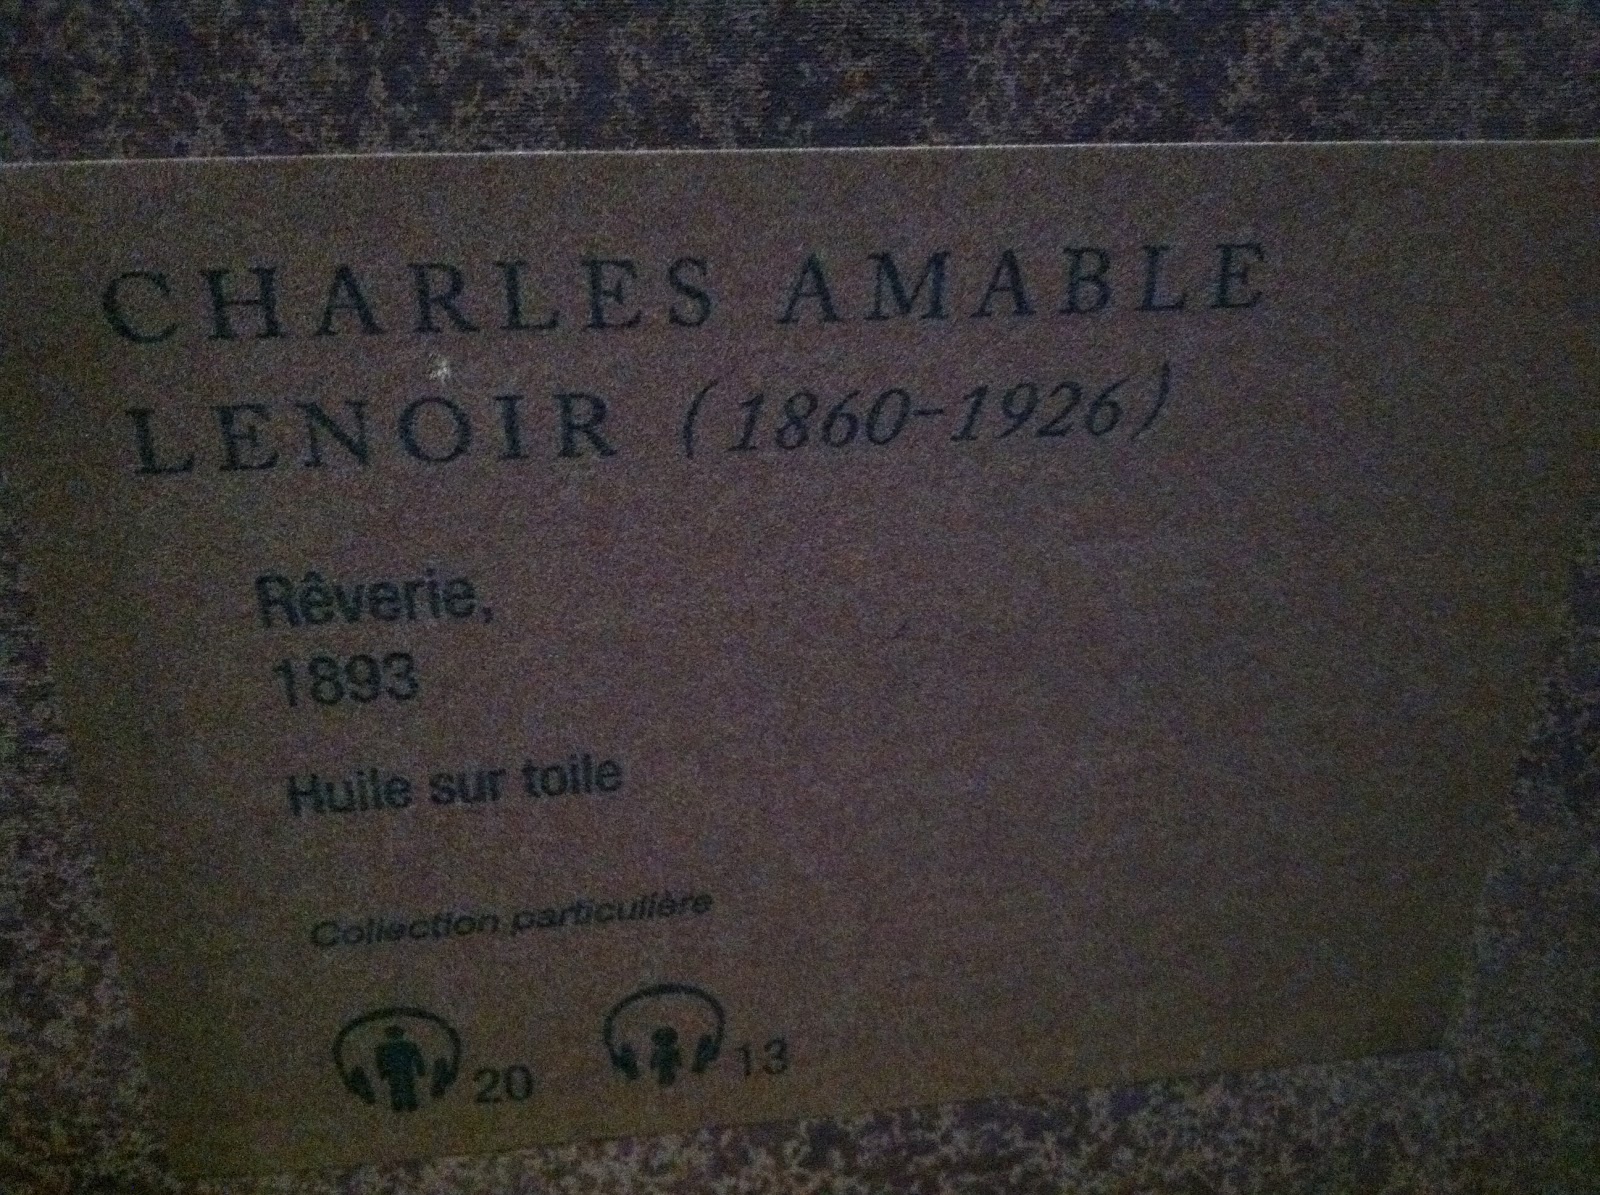 CHARLES AMABLE
LENOIR (1860-1926)
Rêverie,
1893
Huile sur toile
Collection particulière
20 13